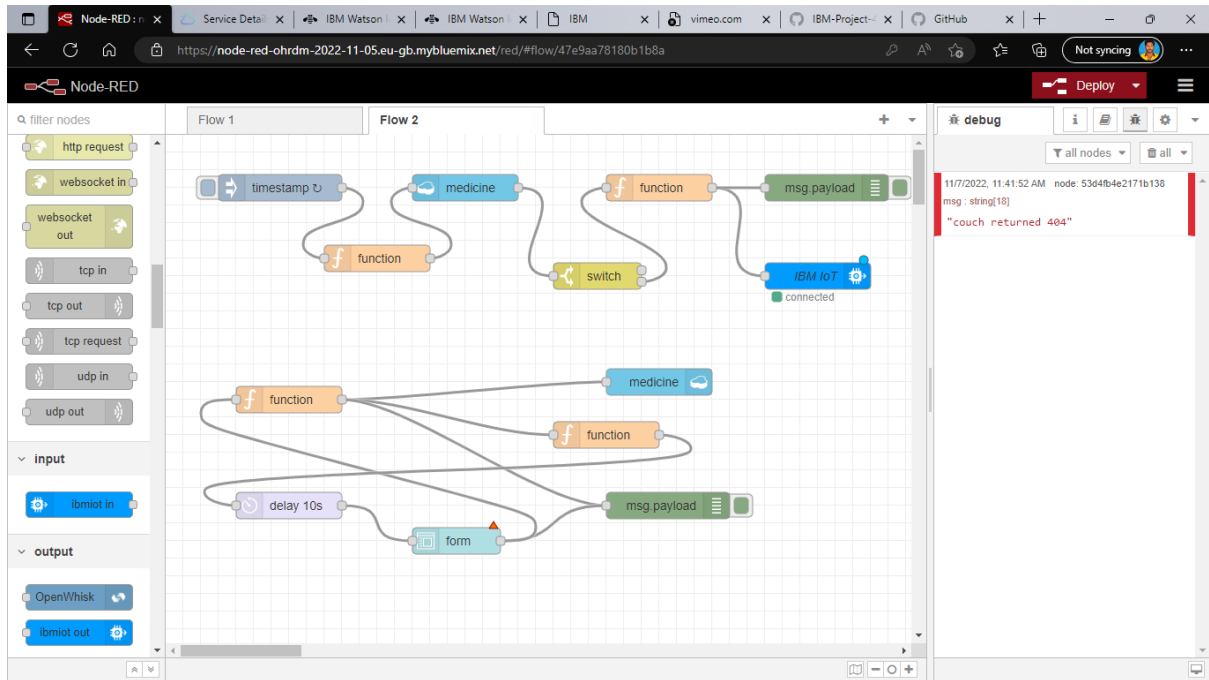 Node-RED : n
Service Detail
IBM Watson I
IBM Watson I
IBM
vimeo.com
IBM-Project-4
GitHub
https://node-red-ohrdm-2022-11-05.eu-gb.mybluemix.net/red/#flow/47e9aa78180b1b8a
Not syncing
Node-RED
Deploy
filter nodes
http request
websocket in
websocket
out
tcp in
tcp out
tcp request
udp in
udp out
input
ibmiot in
output
OpenWhisk
ibmiot out
Flow 1
Flow 2
timestamp ↻
medicine
function
msg.payload
function
switch
IBM IoT
connected
medicine
function
function
delay 10s
msg.payload
form
debug
i
all nodes
all
11/7/2022, 11:41:52 AM node: 53d4fb4e2171b138
msg : string[18]
"couch returned 404"